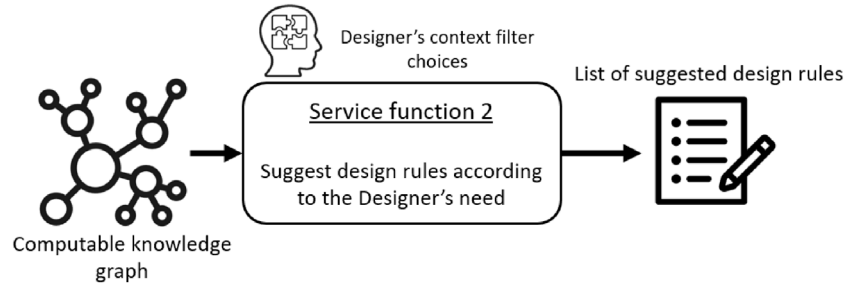 Designer's context filter
choices
List of suggested design rules
Service function 2
Suggest design rules according
to the Designer's need
Computable knowledge
graph